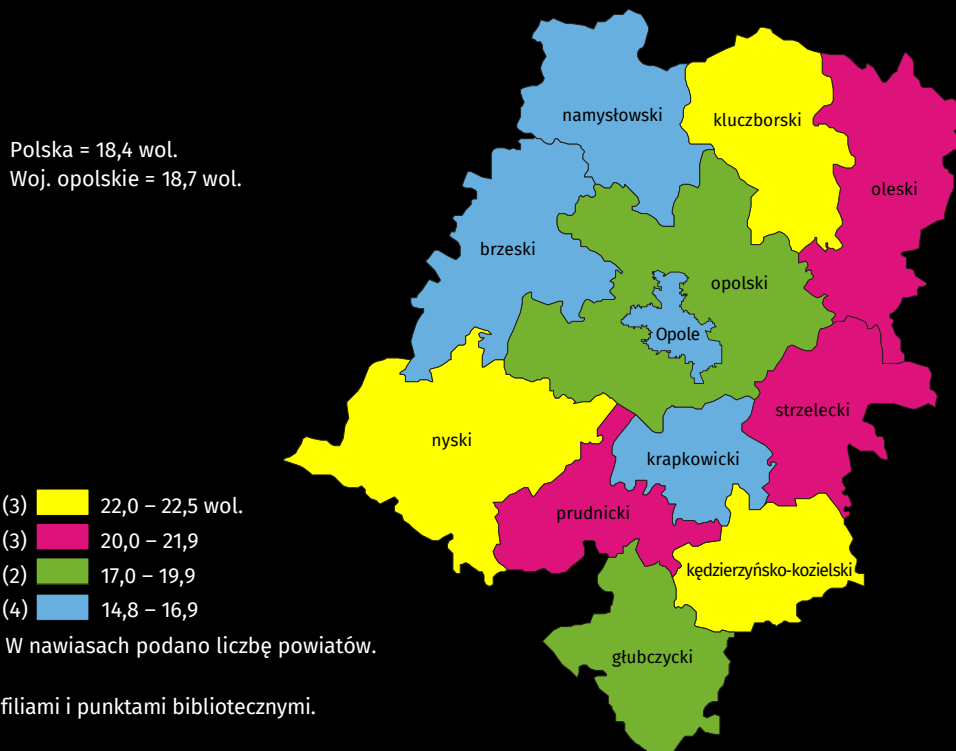 Polska = 18,4 wol.
Woj. opolskie = 18,7 wol.
namysłowski
kluczborski
oleski
brzeski
opolski
Opole
strzelecki
nyski
krapkowicki
prudnicki
kędzierzyńsko-kozielski
głubczycki
(3) 22,0 – 22,5 wol.
(3) 20,0 – 21,9
(2) 17,0 – 19,9
(4) 14,8 – 16,9
W nawiasach podano liczbę powiatów.
filiami i punktami bibliotecznymi.